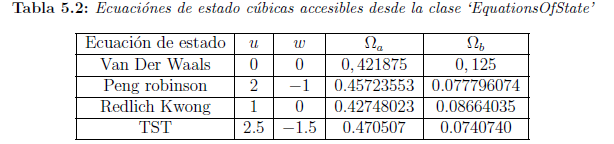 Tabla 5.2: Ecuaciónes de estado cúbicas accesibles desde la clase ‘EquationsOfState’
Ecuación de estado u w Ωa Ωb
Van Der Waals 0 0 0,421875 0,125
Peng robinson 2 −1 0.45723553 0.077796074
Redlich Kwong 1 0 0.42748023 0.08664035
TST 2.5 −1.5 0.470507 0.0740740